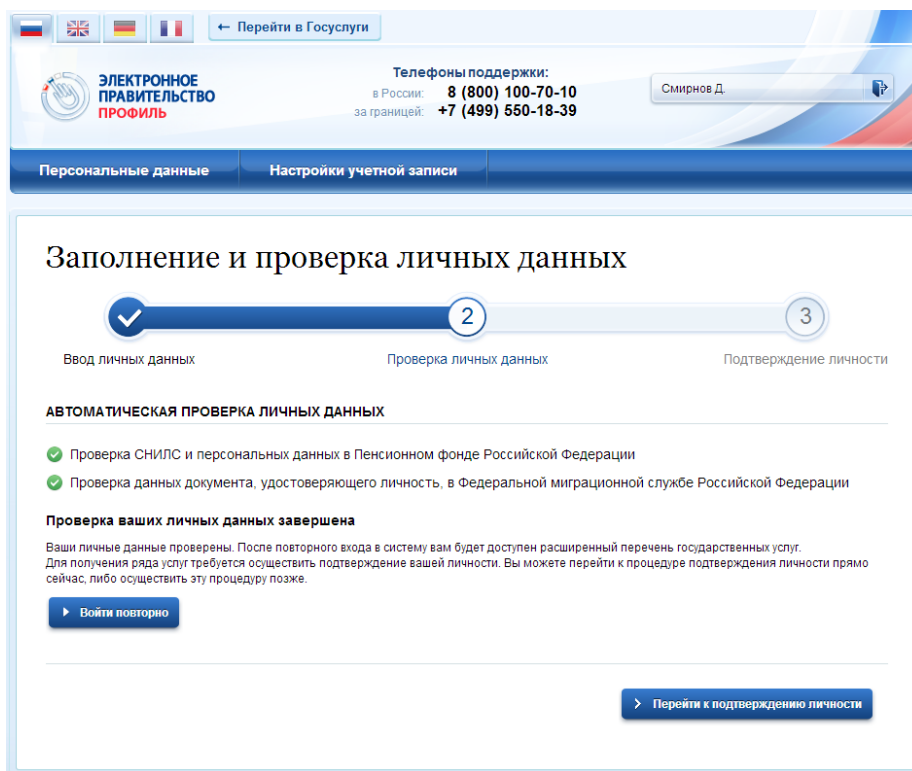 ← Перейти в Госуслуги
ЭЛЕКТРОННОЕ
ПРАВИТЕЛЬСТВО
ПРОФИЛЬ
Телефоны поддержки:
в России: 8 (800) 100-70-10
за границей: +7 (499) 550-18-39
Смирнов Д.
Персональные данные Настройки учетной записи
Заполнение и проверка личных данных
2 3
Ввод личных данных Проверка личных данных Подтверждение личности
АВТОМАТИЧЕСКАЯ ПРОВЕРКА ЛИЧНЫХ ДАННЫХ
Проверка СНИЛС и персональных данных в Пенсионном фонде Российской Федерации
Проверка данных документа, удостоверяющего личность, в Федеральной миграционной службе Российской Федерации
Проверка ваших личных данных завершена
Ваши личные данные проверены. После повторного входа в систему вам будет доступен расширенный перечень государственных услуг.
Для получения ряда услуг требуется осуществить подтверждение вашей личности. Вы можете перейти к процедуре подтверждения личности прямо
сейчас, либо осуществить эту процедуру позже.
Войти повторно
Перейти к подтверждению личности